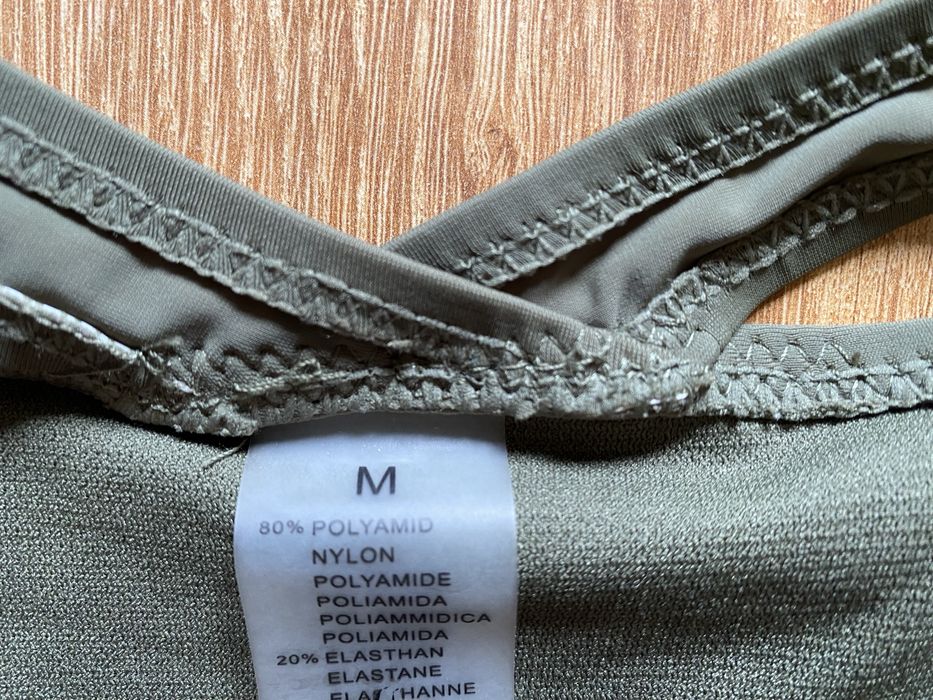 M
80% POLYAMID
NYLON
POLYAMIDE
POLIAMIDA
POLIAMMIDICA
POLIAMIDA
20% ELASTHAN
ELASTANE